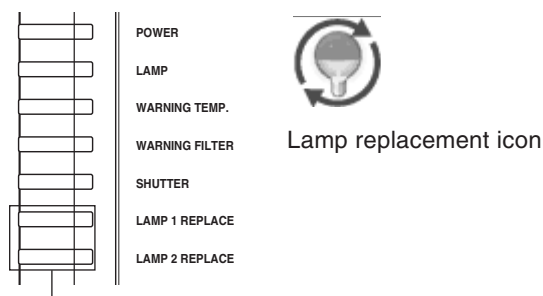 POWER
LAMP
WARNING TEMP.
WARNING FILTER
SHUTTER
LAMP 1 REPLACE
LAMP 2 REPLACE
Lamp replacement icon